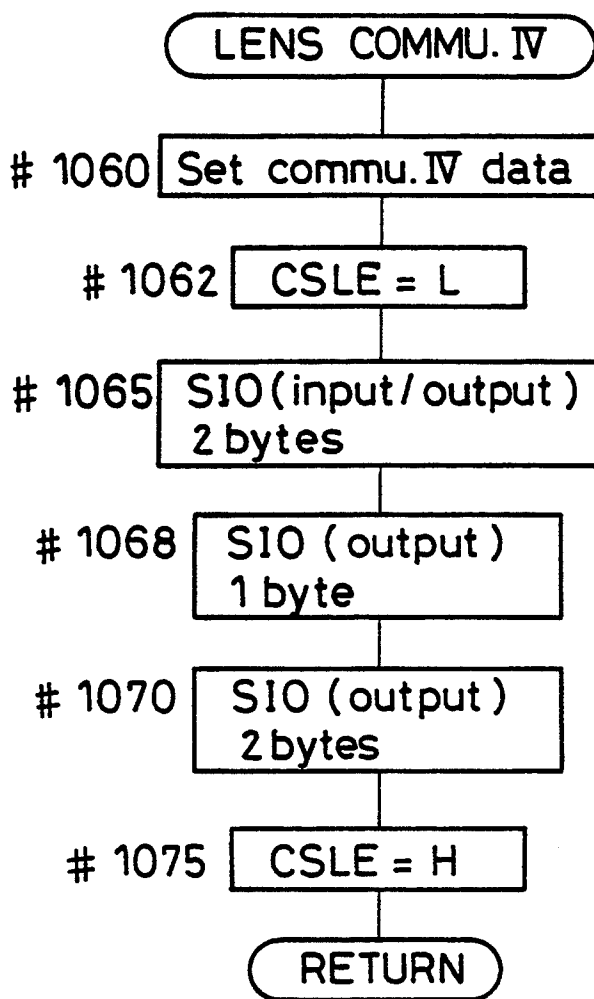 LENS COMMU. IV
# 1060 Set commu. IV data
# 1062 CSLE = L
# 1065 SIO (input/output)
2 bytes
# 1068 SIO (output)
1 byte
# 1070 SIO (output)
2 bytes
# 1075 CSLE = H
RETURN